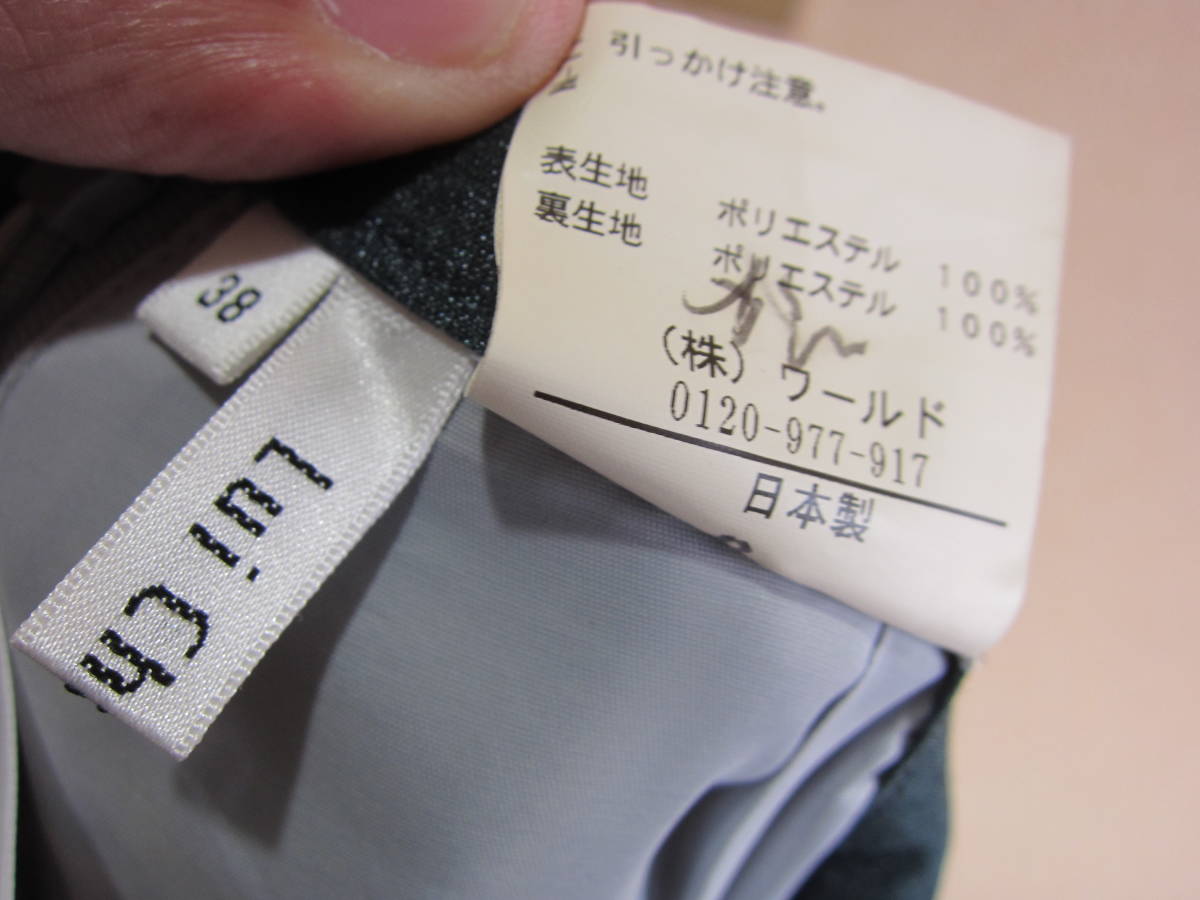 引っかけ注意。
表生地 ポリエステル 100%
裏生地 ポリエステル 100%
(株) ワールド
0120-977-917
日本製
38
Lui Ch